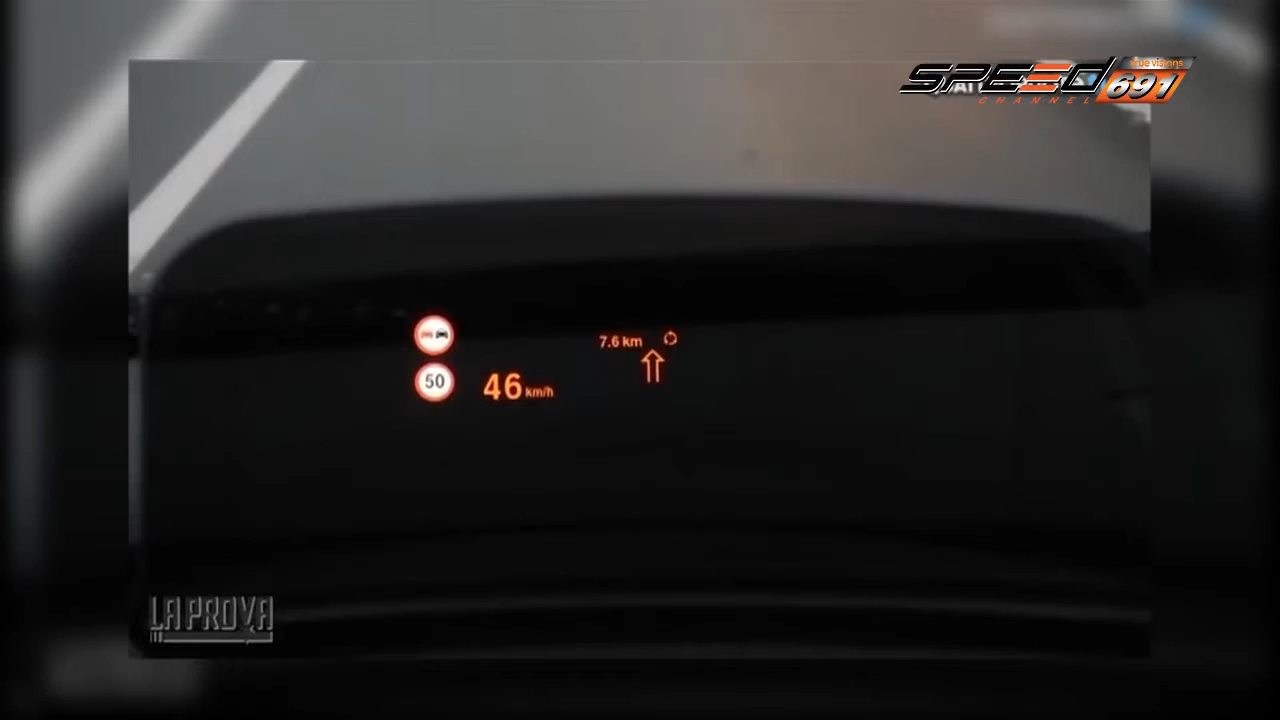 true visions
SPEED 691
CHANNEL
7.6 km
50
46 km/h
LA PROVA